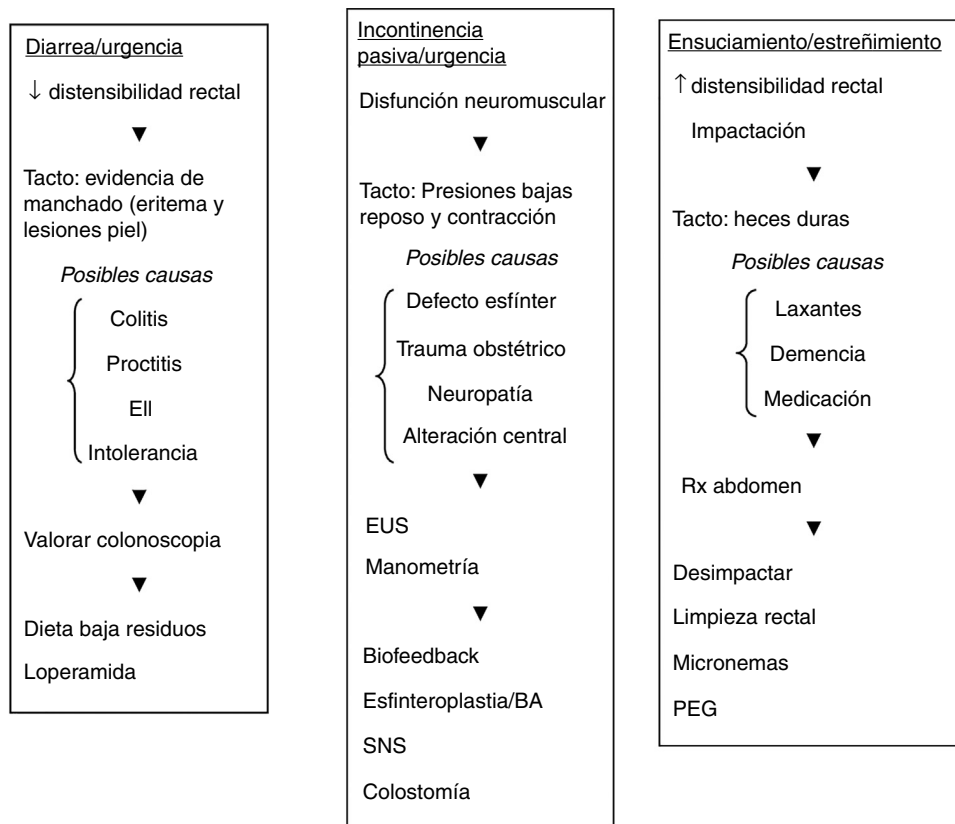 Diarrea/urgencia
↓ distensibilidad rectal
▼
Tacto: evidencia de
manchado (eritema y
lesiones piel)
Posibles causas
Colitis
Proctitis
EII
Intolerancia
▼
Valorar colonoscopia
▼
Dieta baja residuos
Loperamida
Incontinencia
pasiva/urgencia
Disfunción neuromuscular
▼
Tacto: Presiones bajas
reposo y contracción
Posibles causas
Defecto esfínter
Trauma obstétrico
Neuropatía
Alteración central
▼
EUS
Manometría
▼
Biofeedback
Esfinteroplastia/BA
SNS
Colostomía
Ensuciamiento/estreñimiento
↑ distensibilidad rectal
Impactación
▼
Tacto: heces duras
Posibles causas
Laxantes
Demencia
Medicación
▼
Rx abdomen
▼
Desimpactar
Limpieza rectal
Micronemas
PEG